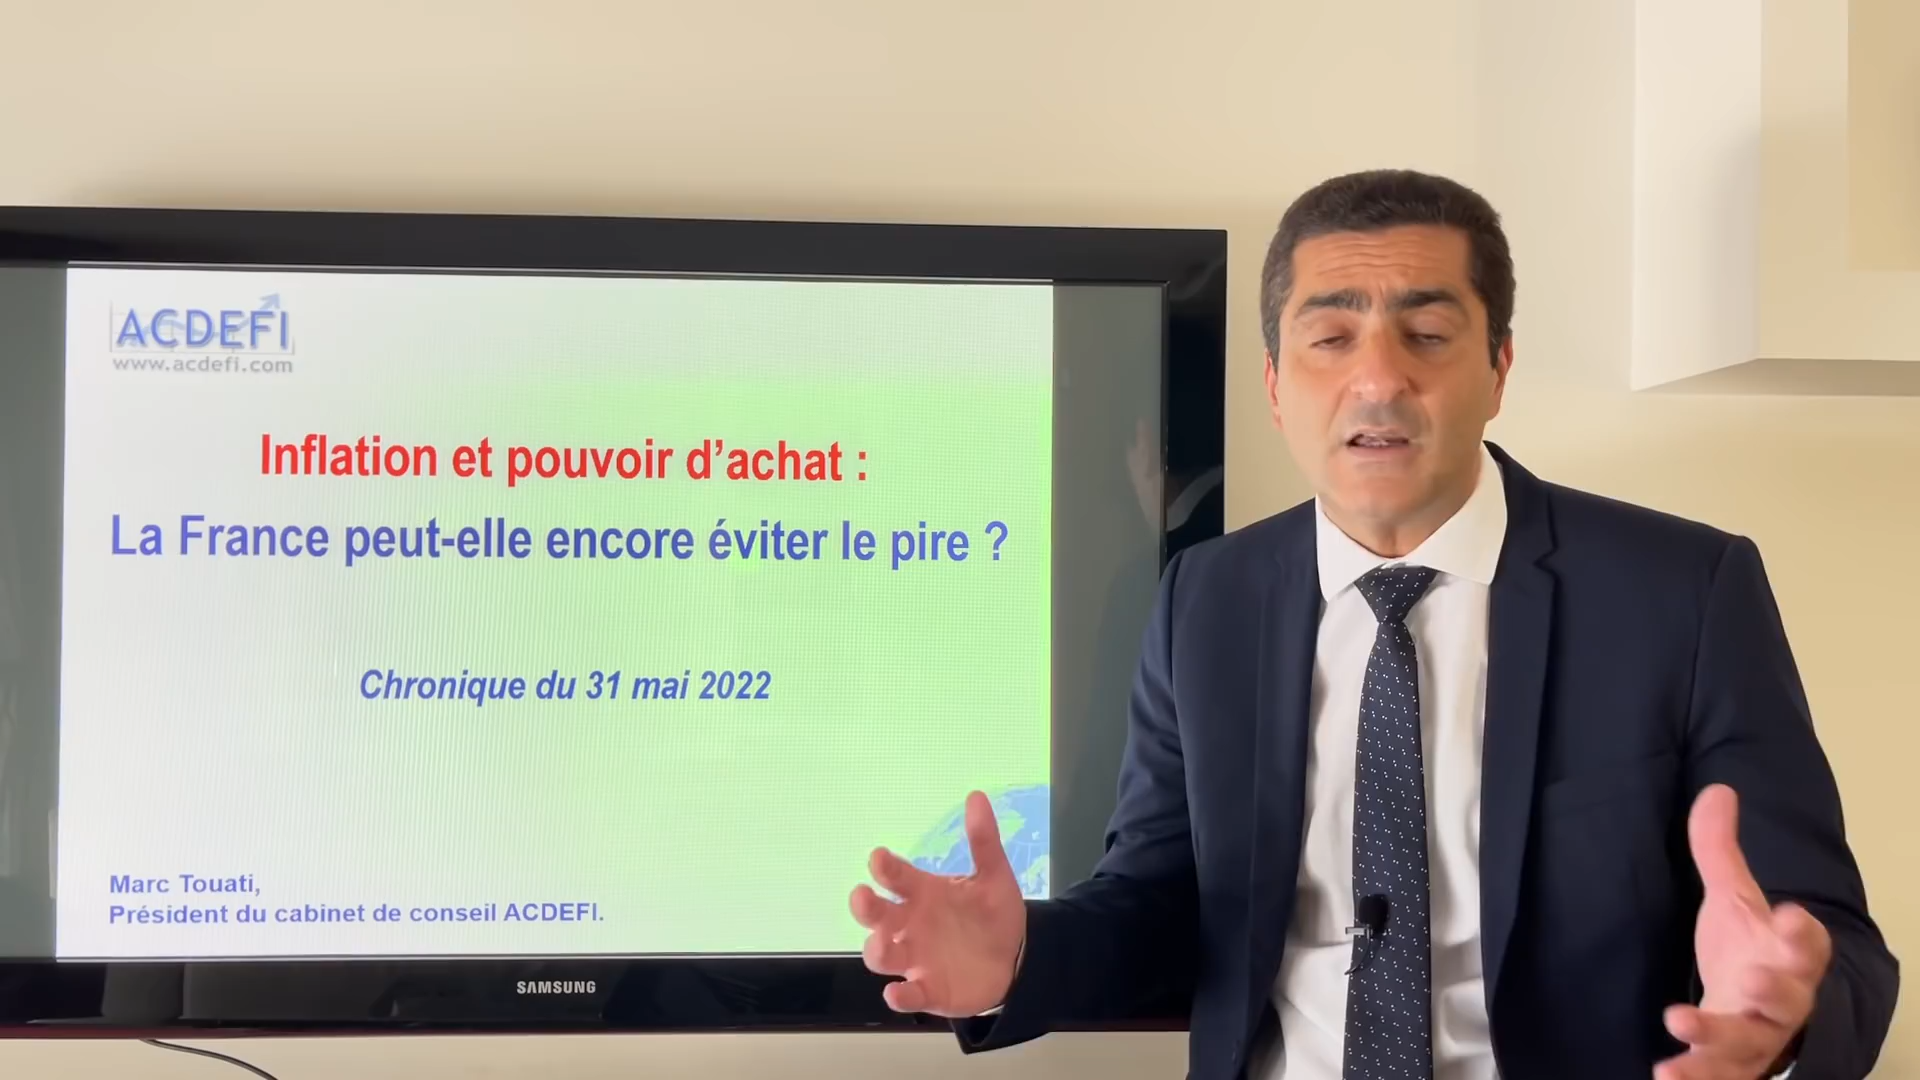 ACDEFI
www.acdefi.com
Inflation et pouvoir d’achat :
La France peut-elle encore éviter le pire ?
Chronique du 31 mai 2022
Marc Touati,
Président du cabinet de conseil ACDEFI.
SAMSUNG